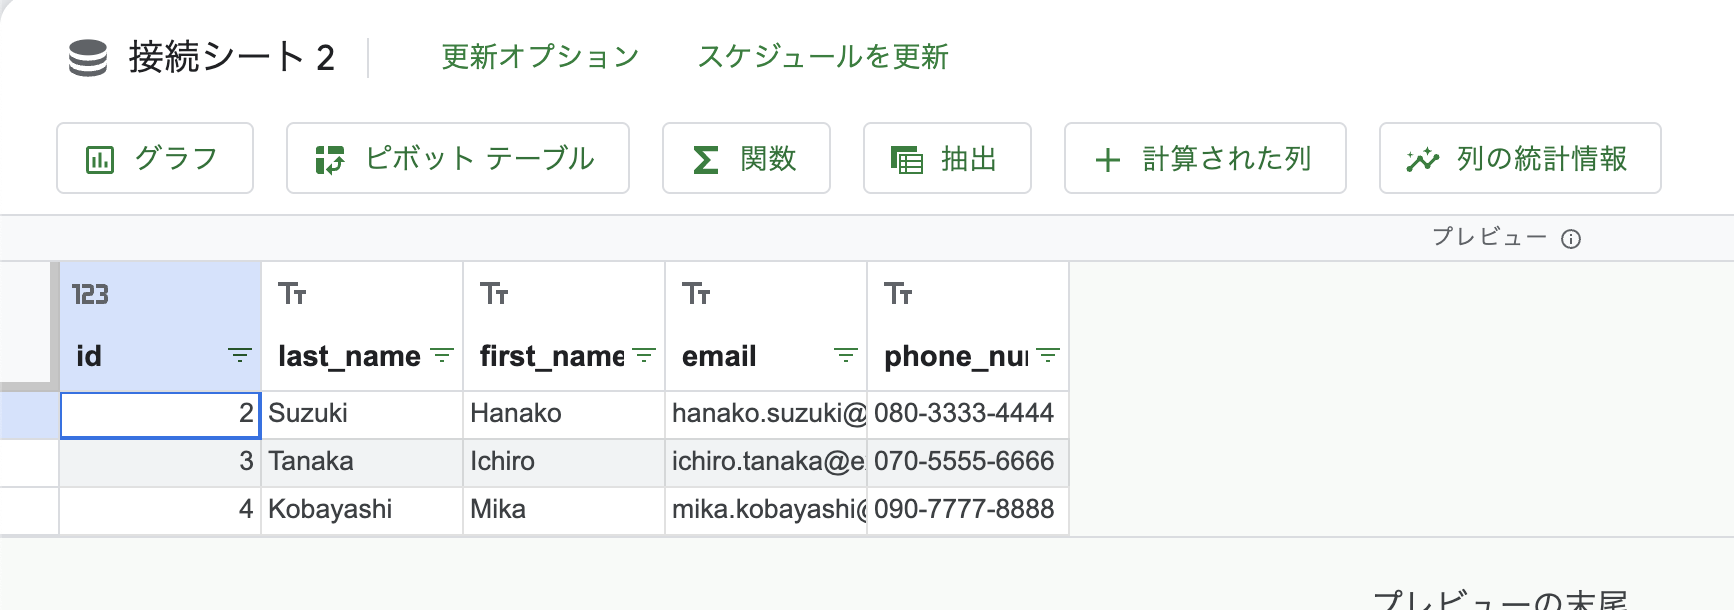 接続シート 2 更新オプション スケジュールを更新
グラフ ピボット テーブル 関数 抽出 計算された列 列の統計情報
プレビュー
123 Tт Tт Tт Tт
id last_name first_name email phone_nu
2 Suzuki Hanako hanako.suzuki@ 080-3333-4444
3 Tanaka Ichiro ichiro.tanaka@e 070-5555-6666
4 Kobayashi Mika mika.kobayashi@ 090-7777-8888
プレビューの末尾